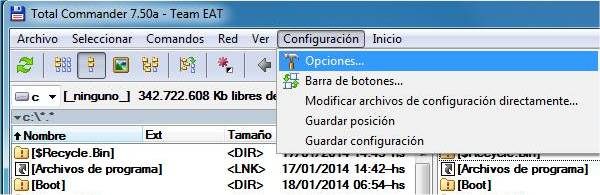 Total Commander 7.50a - Team EAT
Archivo Seleccionar Comandos Red Ver Configuración Inicio
Opciones...
Barra de botones...
Modificar archivos de configuración directamente...
Guardar posición
Guardar configuración
c [_ninguno_] 342.722.608 Kb libres de
c:\*.*
Nombre Ext Tamaño
[$Recycle.Bin] <DIR> 17/01/2014 14:43-hs [$Recycle.Bin]
[Archivos de programa] <LNK> 17/01/2014 14:42-hs [Archivos de programa]
[Boot] <DIR> 18/01/2014 06:54-hs [Boot]